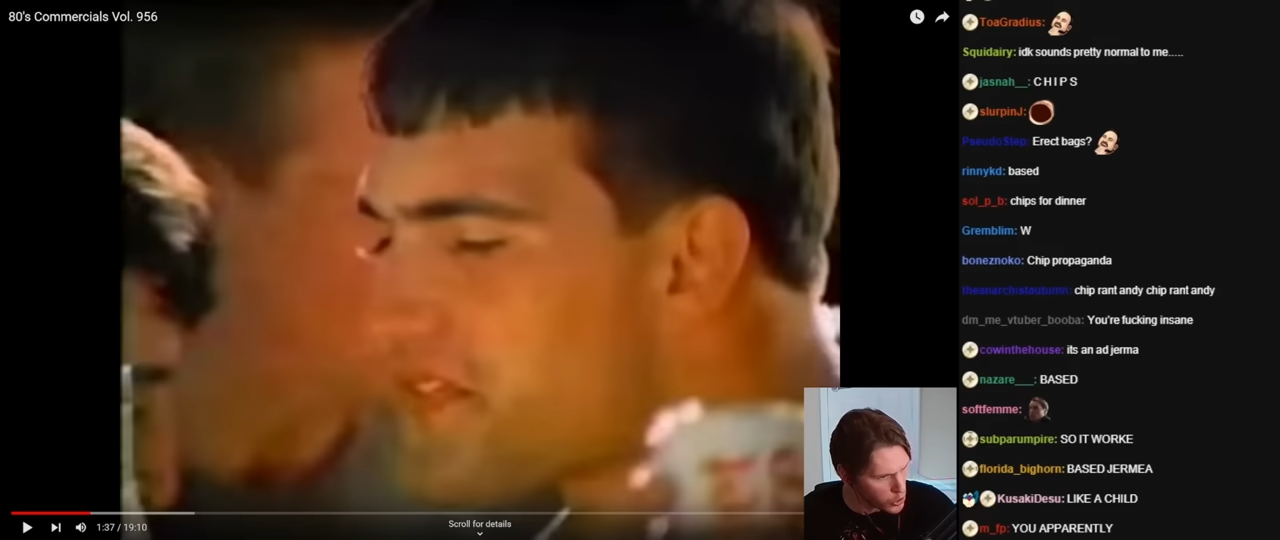 80's Commercials Vol. 956
ToaGradius:
Squidairy: idk sounds pretty normal to me.....
jasnah__: C H I P S
slurpinJ:
PseudoStep: Erect bags?
rinnykd: based
sol_p_b: chips for dinner
Gremblim: W
boneznoko: Chip propaganda
theanarchistautumn: chip rant andy chip rant andy
dm_me_vtuber_booba: You're fucking insane
cowinthehouse: its an ad jerma
nazare___: BASED
softfemme:
subparumpire: SO IT WORKE
florida_bighorn: BASED JERMEA
KusakiDesu: LIKE A CHILD
m_fp: YOU APPARENTLY
1:37 / 19:10
Scroll for details